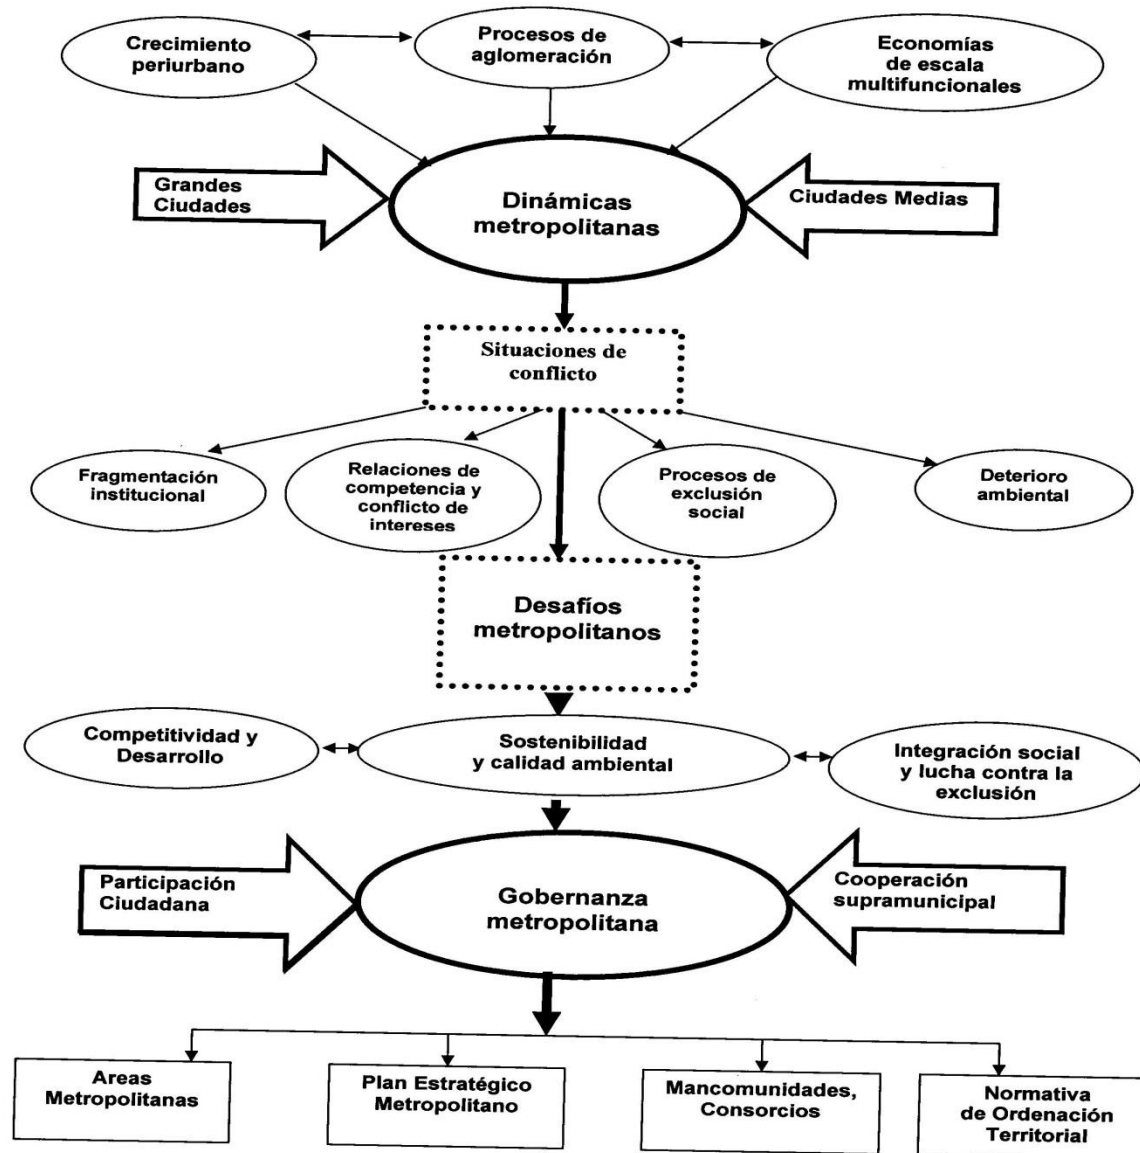 Crecimiento
periurbano
Procesos de
aglomeración
Economías
de escala
multifuncionales
Grandes
Ciudades
Dinámicas
metropolitanas
Ciudades Medias
Situaciones de
conflicto
Fragmentación
institucional
Relaciones de
competencia y
conflicto de
intereses
Procesos de
exclusión
social
Deterioro
ambiental
Desafíos
metropolitanos
Competitividad y
Desarrollo
Sostenibilidad
y calidad ambiental
Integración social
y lucha contra la
exclusión
Participación
Ciudadana
Gobernanza
metropolitana
Cooperación
supramunicipal
Areas
Metropolitanas
Plan Estratégico
Metropolitano
Mancomunidades,
Consorcios
Normativa
de Ordenación
Territorial